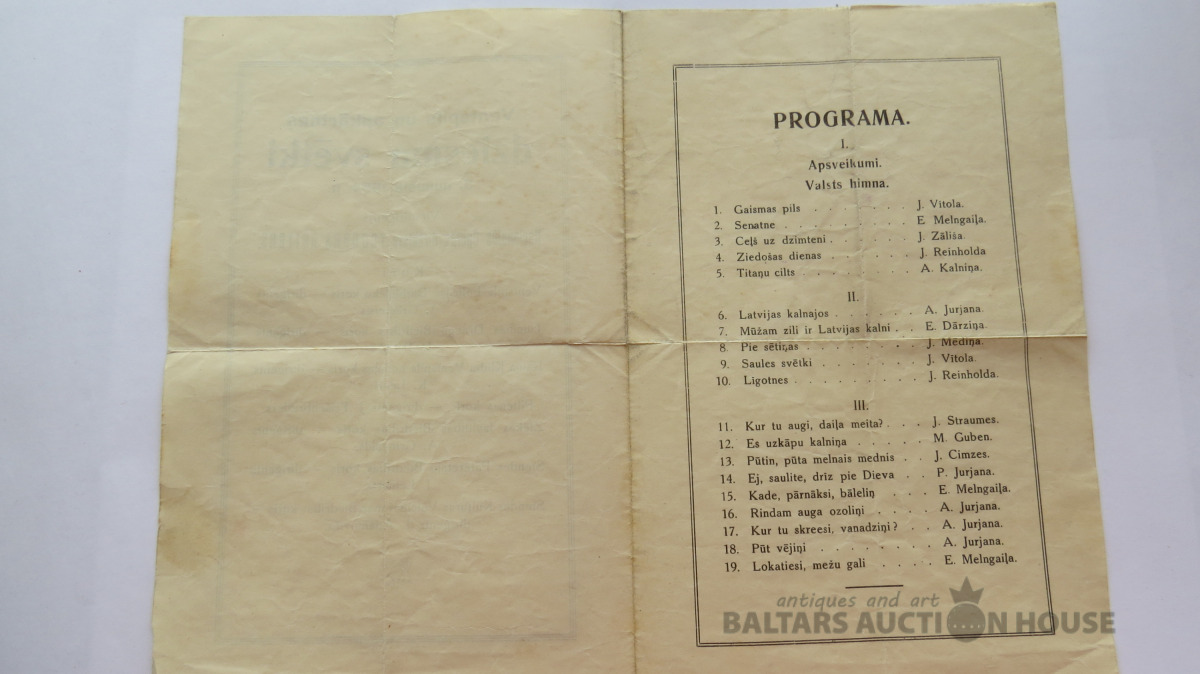 PROGRAMA.
I.
Apsveikumi.
Valsts himna.
1. Gaismas pils . . . . . . . J. Vītola.
2. Senatne . . . . . . . . . E Melngaiļa.
3. Ceļš uz dzimteni . . . . . . J. Zālīša.
4. Ziedošas dienas . . . . . . J. Reinholda
5. Titaņu cilts . . . . . . . . A. Kalniņa.
II.
6. Latvijas kalnajos . . . . . . A. Jurjana.
7. Mūžam zili ir Latvijas kalni . . E. Dārziņa.
8 Pie sētiņas . . . . . . . . J. Mediņa.
9. Saules svētki . . . . . . . J. Vītola.
10. Ligotnes . . . . . . . . . J. Reinholda.
III.
11. Kur tu augi, daiļa meita? . . . J. Straumes.
12. Es uzkāpu kalniņa . . . . . M. Guben.
13. Pūtin, pūta melnais mednis . . J. Cimzes.
14. Ej, saulite, drīz pie Dieva . . P. Jurjana.
15. Kade, pārnāksi, bāleliņ . . . E. Melngaiļa.
16. Rindam auga ozoliņi . . . . A. Jurjana.
17. Kur tu skreesi, vanadziņi? . . A. Jurjana.
18. Pūt vējiņi . . . . . . . A. Jurjana.
19. Lokatiesi, mežu gali . . . . E. Melngaiļa.
antiques and art
BALTARS AUCTION HOUSE